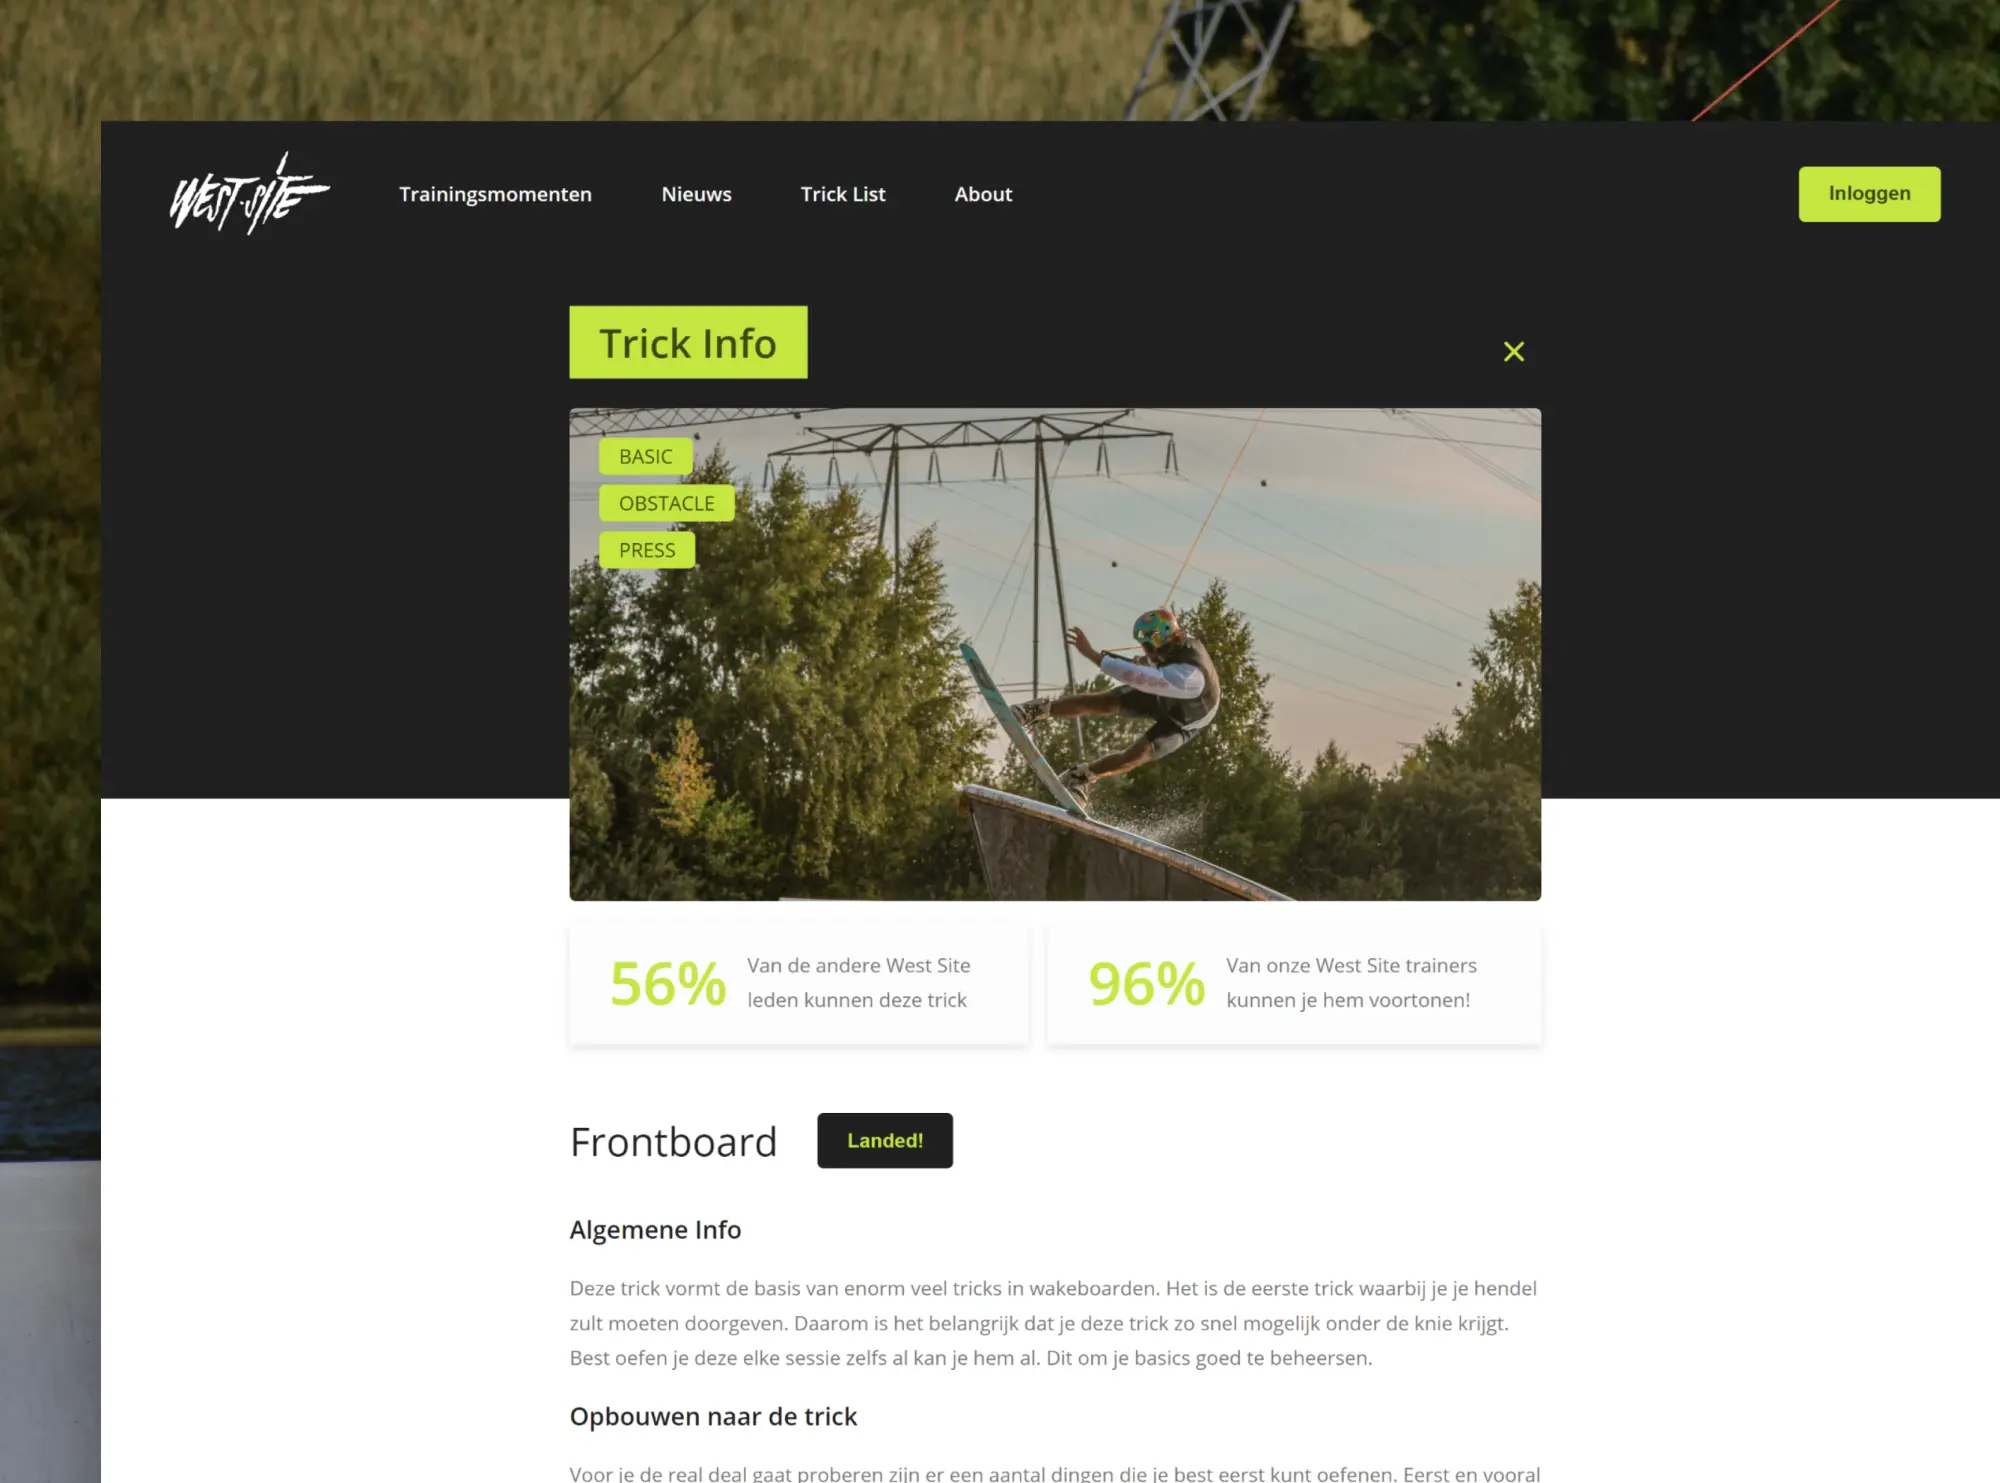 WEST·SITE
Trainingsmomenten
Nieuws
Trick List
About
Inloggen
Trick Info
BASIC
OBSTACLE
PRESS
56%
Van de andere West Site
leden kunnen deze trick
96%
Van onze West Site trainers
kunnen je hem voortonen!
Frontboard
Landed!
Algemene Info
Deze trick vormt de basis van enorm veel tricks in wakeboarden. Het is de eerste trick waarbij je je hendel
zult moeten doorgeven. Daarom is het belangrijk dat je deze trick zo snel mogelijk onder de knie krijgt.
Best oefen je deze elke sessie zelfs al kan je hem al. Dit om je basics goed te beheersen.
Opbouwen naar de trick
Voor je de real deal gaat proberen zijn er een aantal dingen die je best eerst kunt oefenen. Eerst en vooral